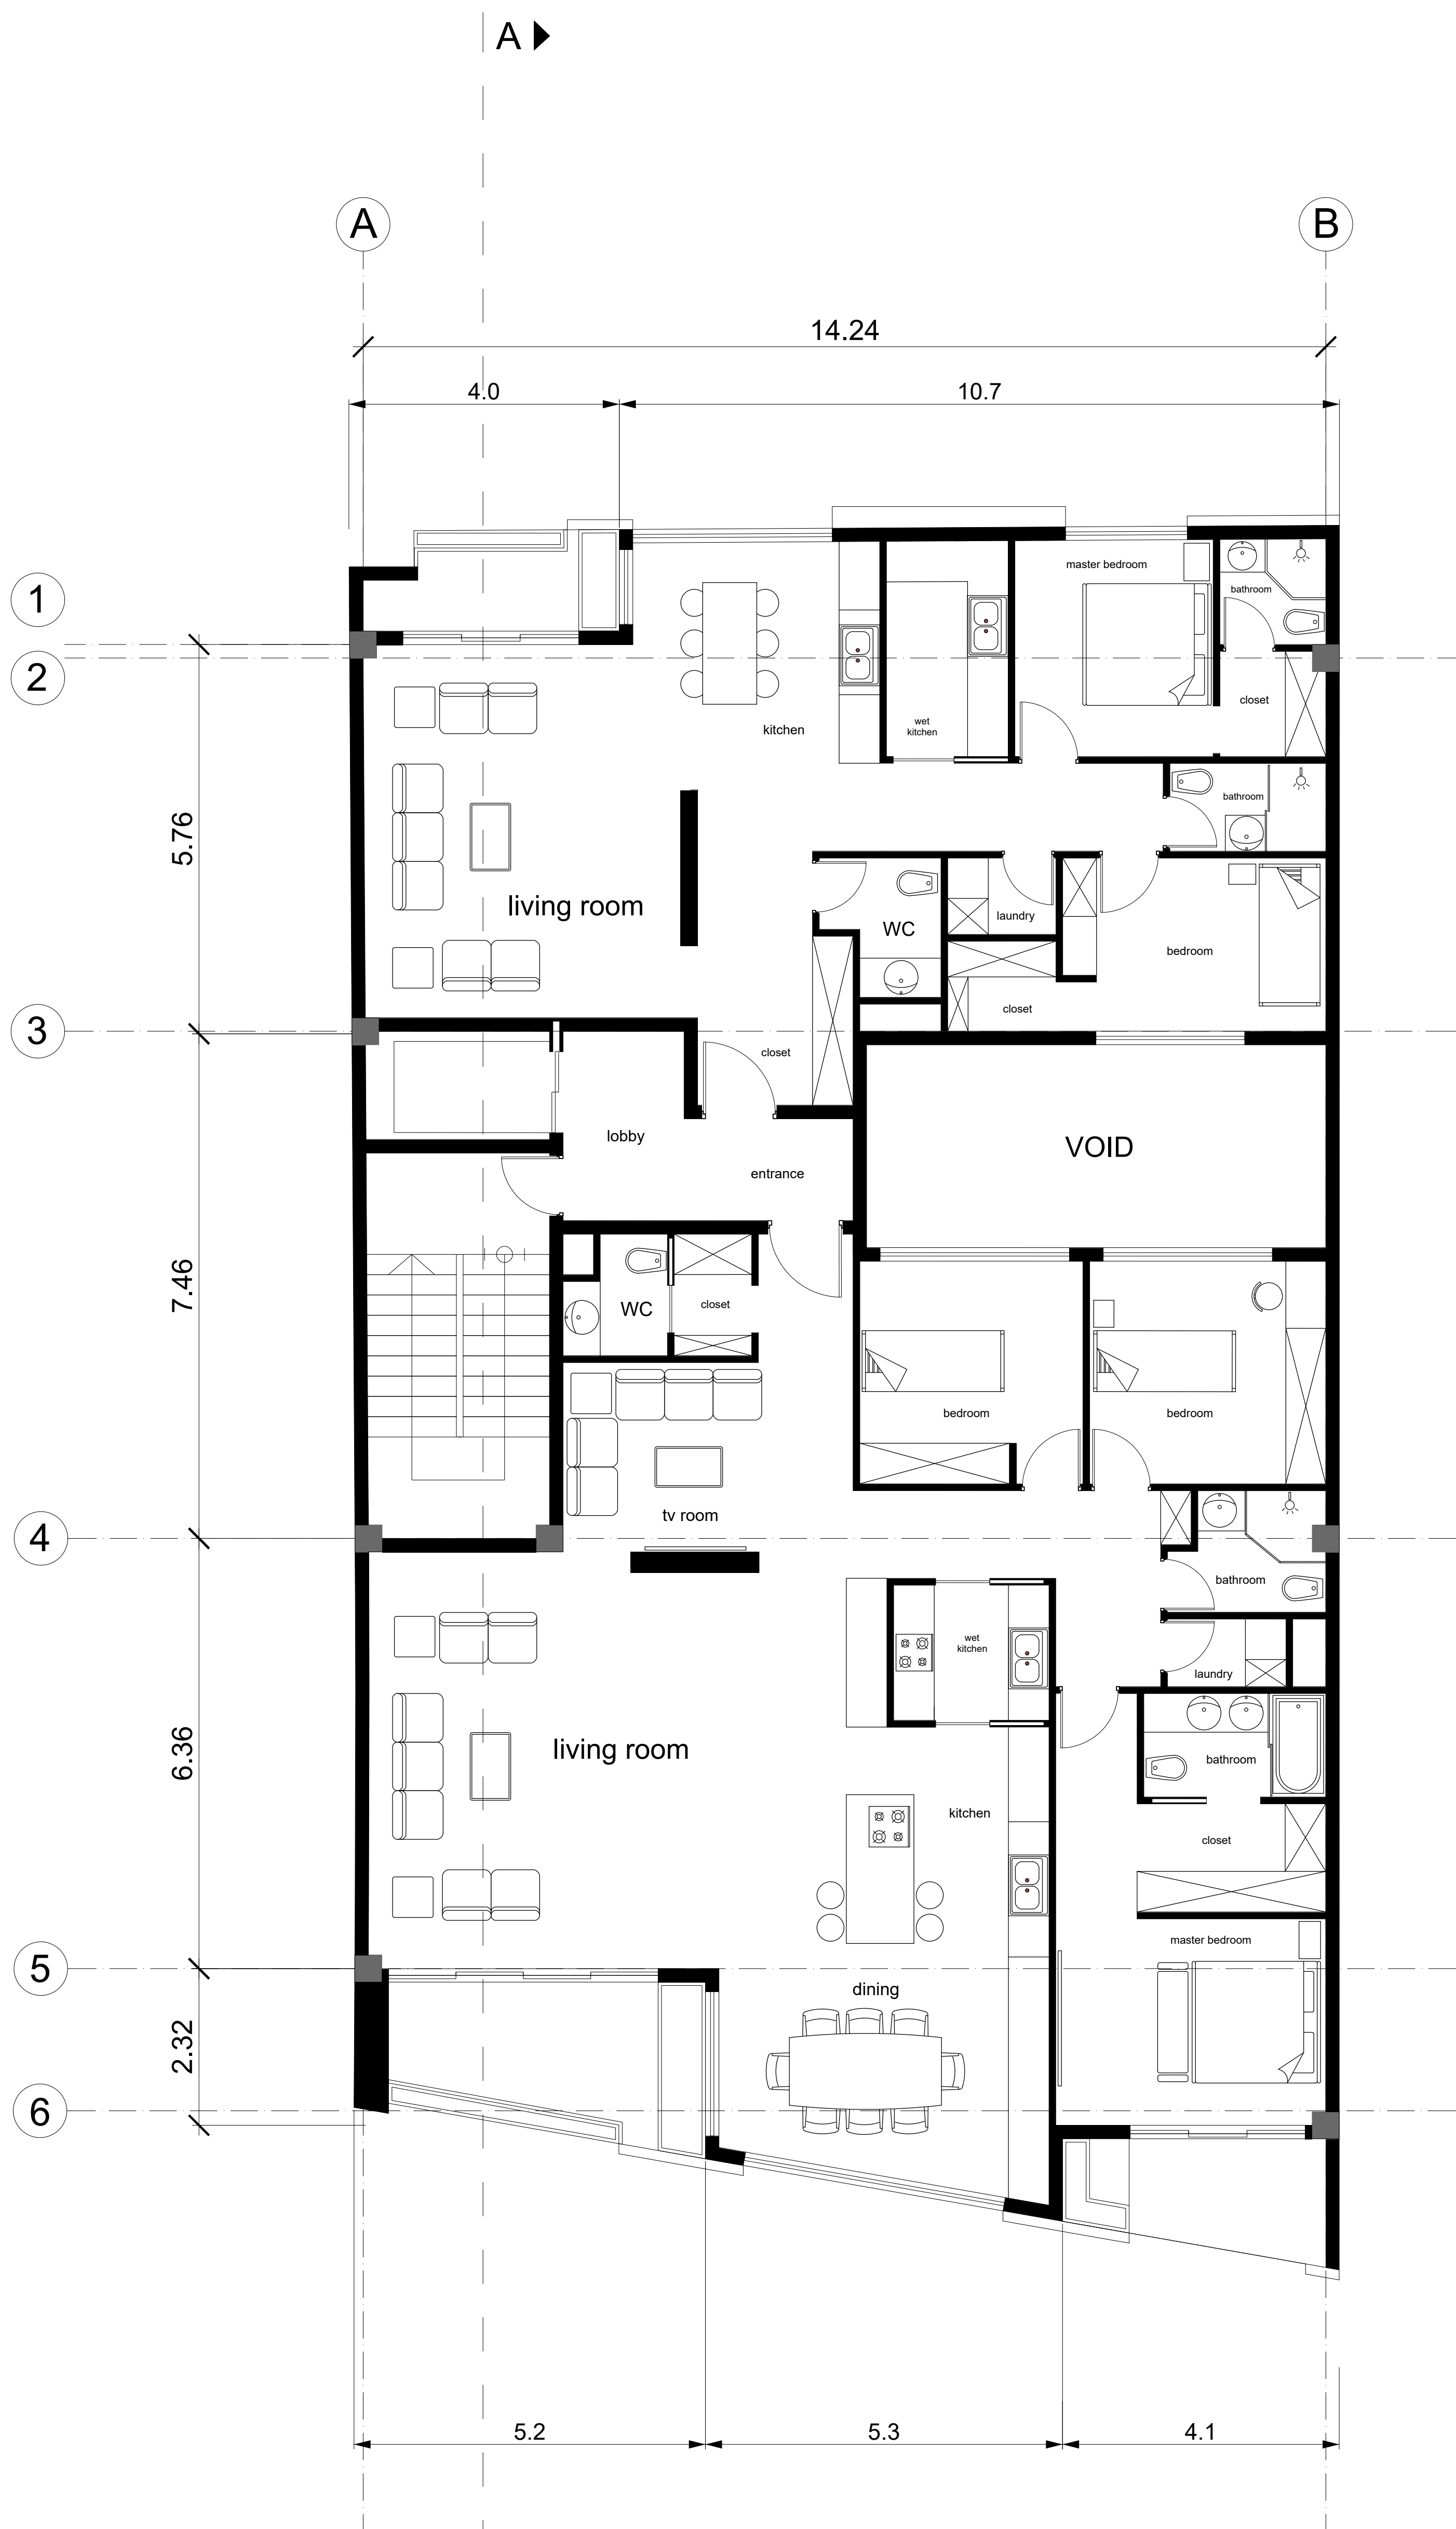 A
A
B
14.24
4.0
10.7
1
2
master bedroom
bathroom
closet
kitchen
wet
kitchen
bathroom
5.76
living room
WC
laundry
bedroom
closet
3
closet
lobby
entrance
VOID
7.46
WC
closet
bedroom
bedroom
tv room
4
bathroom
wet
kitchen
laundry
living room
6.36
bathroom
kitchen
closet
master bedroom
5
dining
2.32
6
5.2
5.3
4.1